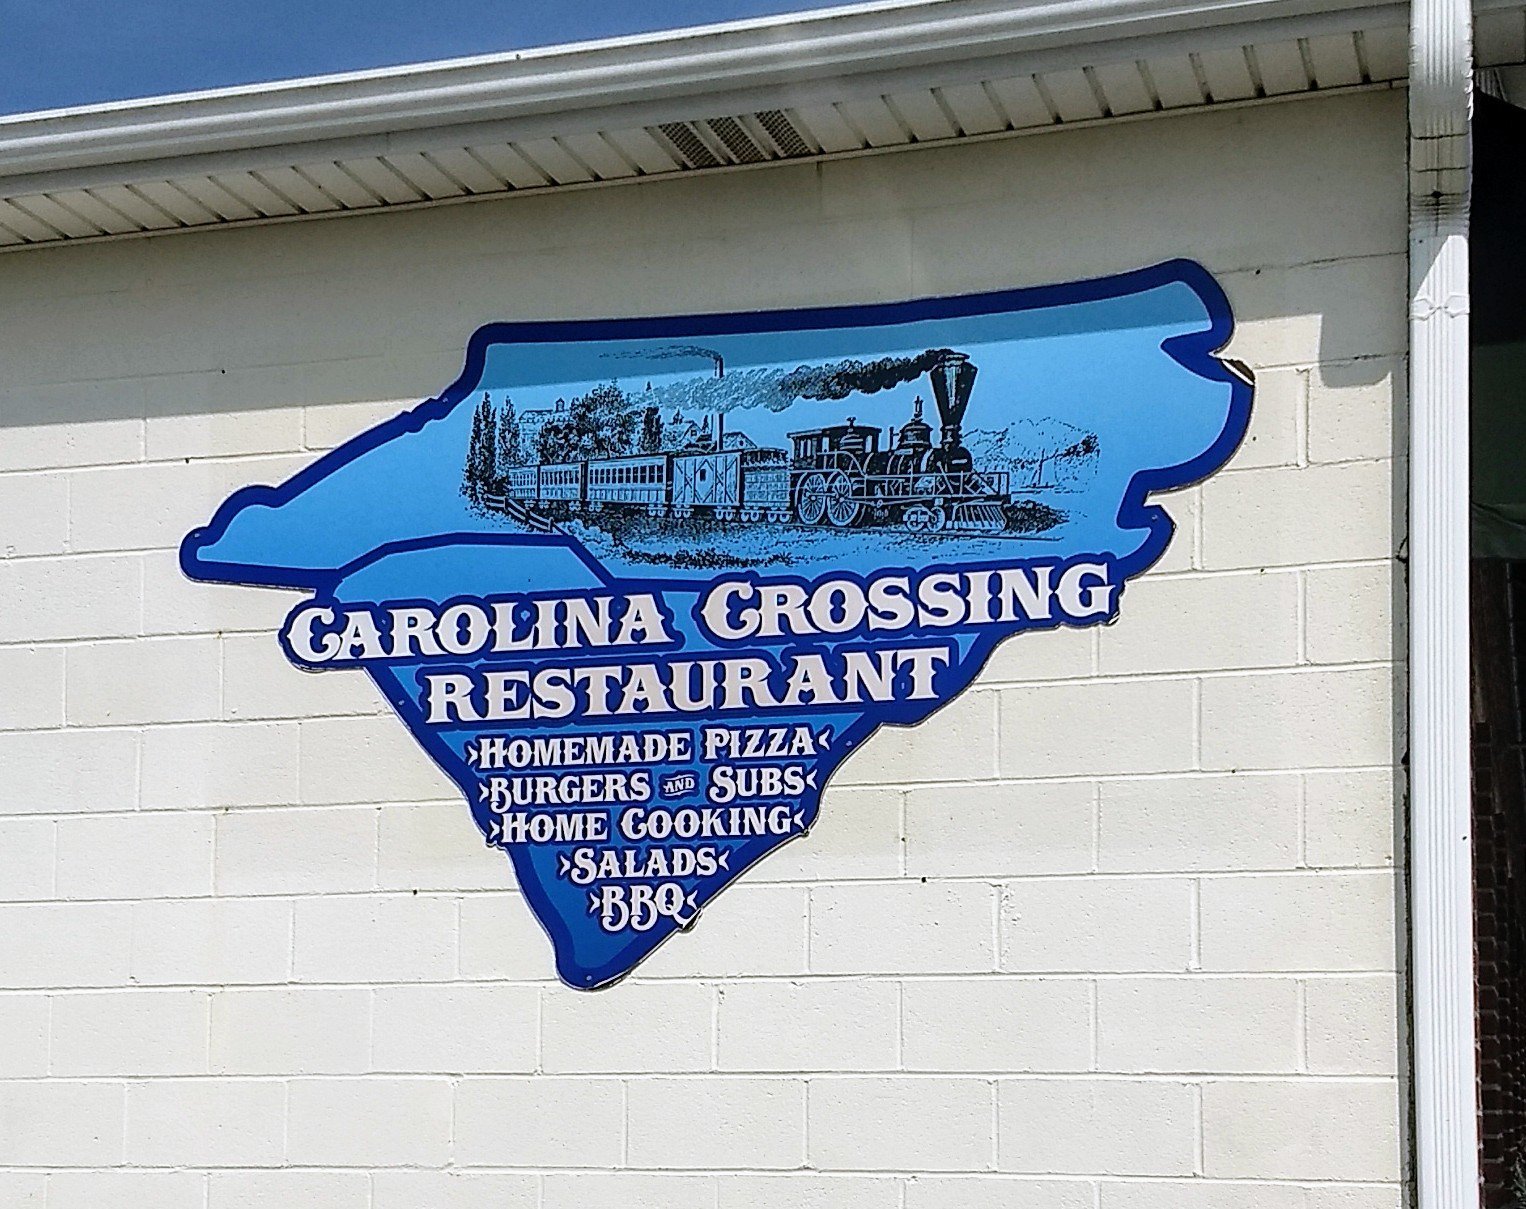 CAROLINA CROSSING
RESTAURANT
›HOMEMADE PIZZA‹
›BURGERS AND SUBS‹
›HOME COOKING‹
›SALADS‹
›BBQ‹